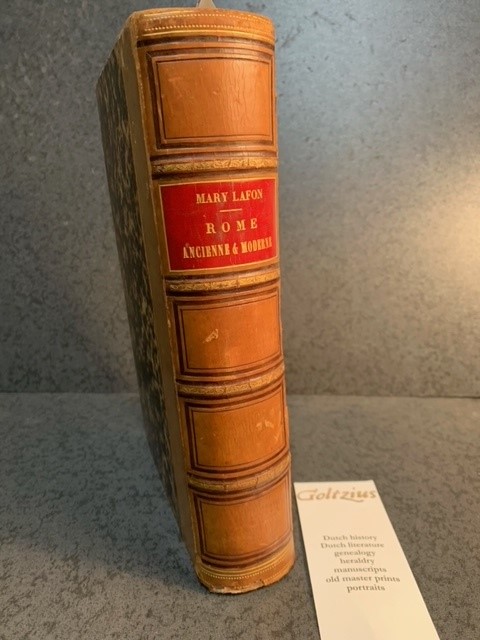 MARY LAFON
ROME
ANCIENNE & MODERNE
Goltzius
Dutch history
Dutch literature
genealogy
heraldry
manuscripts
old master prints
portraits